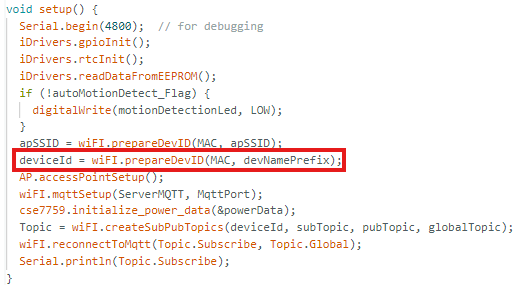 void setup() {
Serial.begin(4800);  // for debugging
iDrivers.gpioInit();
iDrivers.rtcInit();
iDrivers.readDataFromEEPROM();
if (!autoMotionDetect_Flag) {
digitalWrite(motionDetectionLed, LOW);
}
apSSID = wiFI.prepareDevID(MAC, apSSID);
deviceId = wiFI.prepareDevID(MAC, devNamePrefix);
AP.accessPointSetup();
wiFI.mqttSetup(ServerMQTT, MqttPort);
cse7759.initialize_power_data(&powerData);
Topic = wiFI.createSubPubTopics(deviceId, subTopic, pubTopic, globalTopic);
wiFI.reconnectToMqtt(Topic.Subscribe, Topic.Global);
Serial.println(Topic.Subscribe);
}